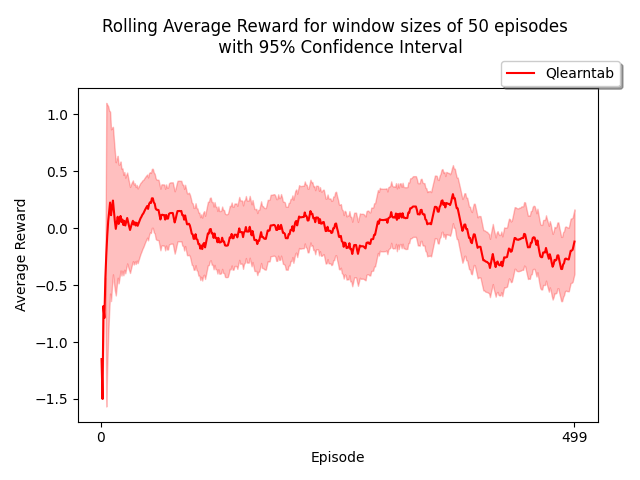 Rolling Average Reward for window sizes of 50 episodes
with 95% Confidence Interval
Qlearntab
1.0
0.5
0.0
−0.5
−1.0
−1.5
Average Reward
0
499
Episode